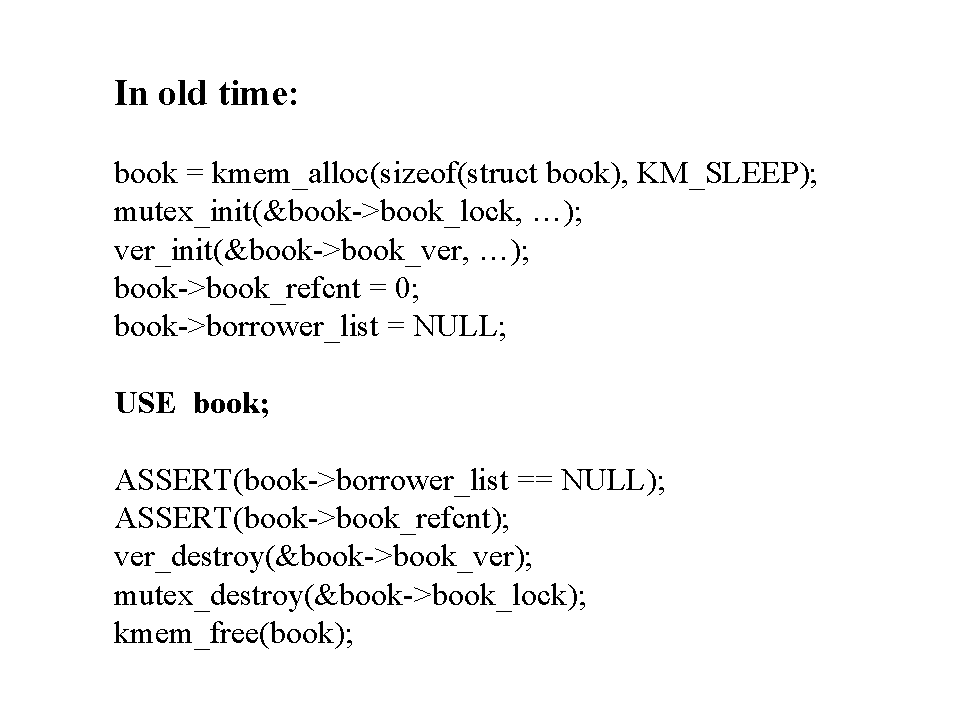 In old time:
book = kmem_alloc(sizeof(struct book), KM_SLEEP);
mutex_init(&book->book_lock, …);
ver_init(&book->book_ver, …);
book->book_refcnt = 0;
book->borrower_list = NULL;
USE  book;
ASSERT(book->borrower_list == NULL);
ASSERT(book->book_refcnt);
ver_destroy(&book->book_ver);
mutex_destroy(&book->book_lock);
kmem_free(book);